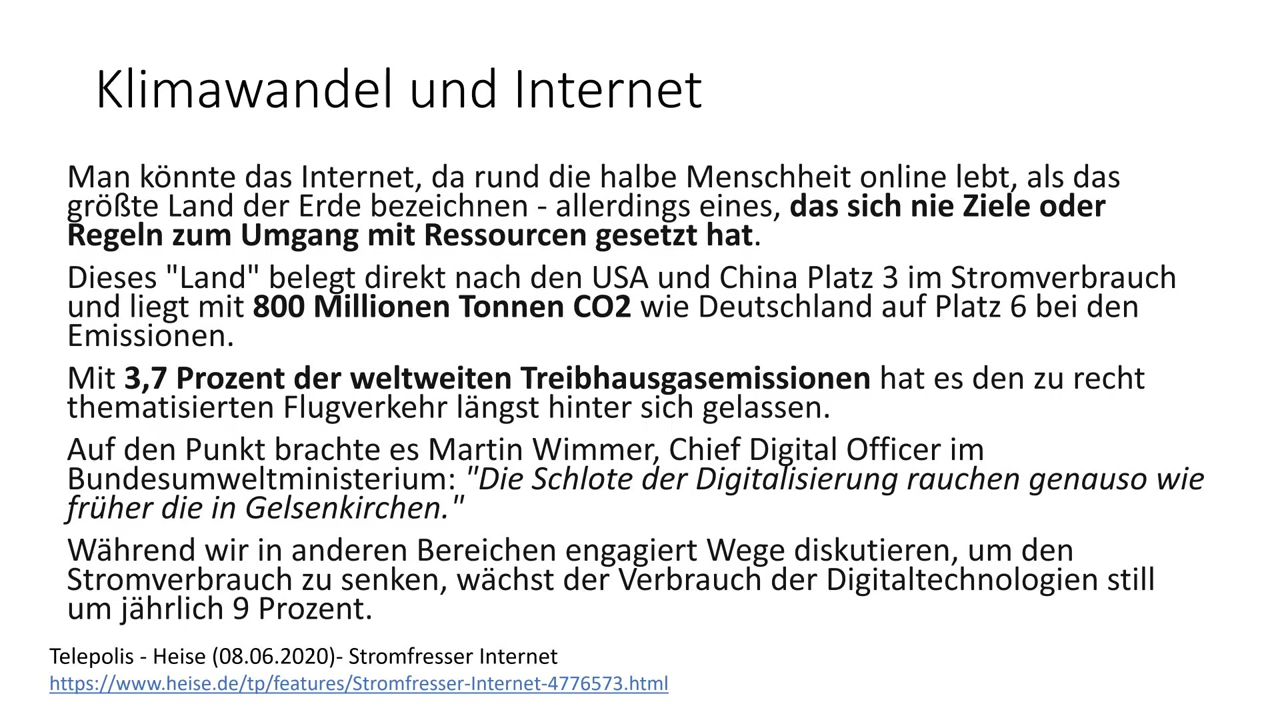 Klimawandel und Internet
Man könnte das Internet, da rund die halbe Menschheit online lebt, als das
größte Land der Erde bezeichnen - allerdings eines, das sich nie Ziele oder
Regeln zum Umgang mit Ressourcen gesetzt hat.
Dieses "Land" belegt direkt nach den USA und China Platz 3 im Stromverbrauch
und liegt mit 800 Millionen Tonnen CO2 wie Deutschland auf Platz 6 bei den
Emissionen.
Mit 3,7 Prozent der weltweiten Treibhausgasemissionen hat es den zu recht
thematisierten Flugverkehr längst hinter sich gelassen.
Auf den Punkt brachte es Martin Wimmer, Chief Digital Officer im
Bundesumweltministerium: "Die Schlote der Digitalisierung rauchen genauso wie
früher die in Gelsenkirchen."
Während wir in anderen Bereichen engagiert Wege diskutieren, um den
Stromverbrauch zu senken, wächst der Verbrauch der Digitaltechnologien still
um jährlich 9 Prozent.
Telepolis - Heise (08.06.2020)- Stromfresser Internet
https://www.heise.de/tp/features/Stromfresser-Internet-4776573.html